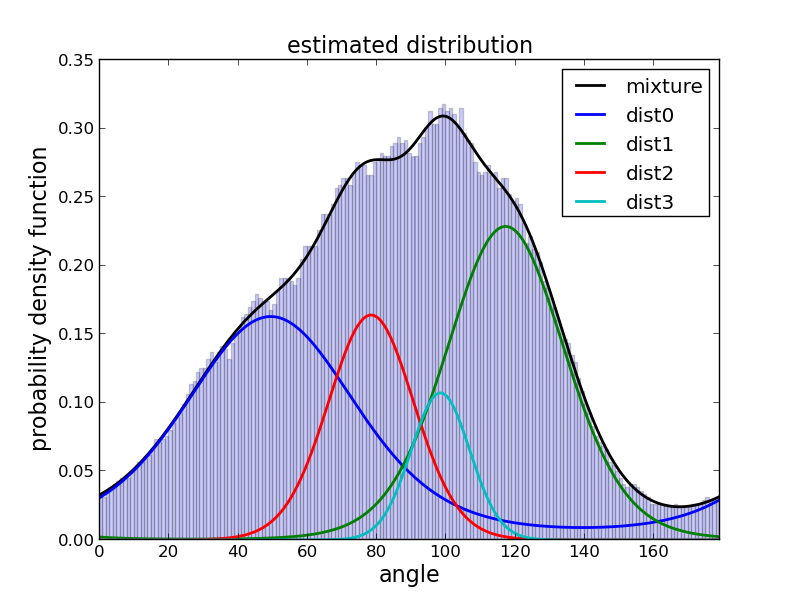 estimated distribution
0.35
0.30
0.25
0.20
0.15
0.10
0.05
0.00
probability density function
mixture
dist0
dist1
dist2
dist3
0 20 40 60 80 100 120 140 160
angle